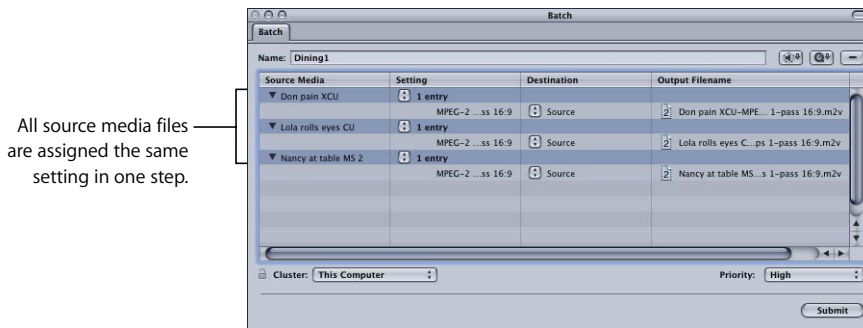 Batch
Batch
Name: Dining1
Source Media Setting Destination Output Filename
Don pain XCU 1 entry
MPEG-2 ...ss 16:9 Source 2 Don pain XCU-MPE... 1-pass 16:9.m2v
Lola rolls eyes CU 1 entry
MPEG-2 ...ss 16:9 Source 2 Lola rolls eyes C...ps 1-pass 16:9.m2v
Nancy at table MS 2 1 entry
MPEG-2 ...ss 16:9 Source 2 Nancy at table MS...s 1-pass 16:9.m2v
All source media files
are assigned the same
setting in one step.
Cluster: This Computer Priority: High
Submit